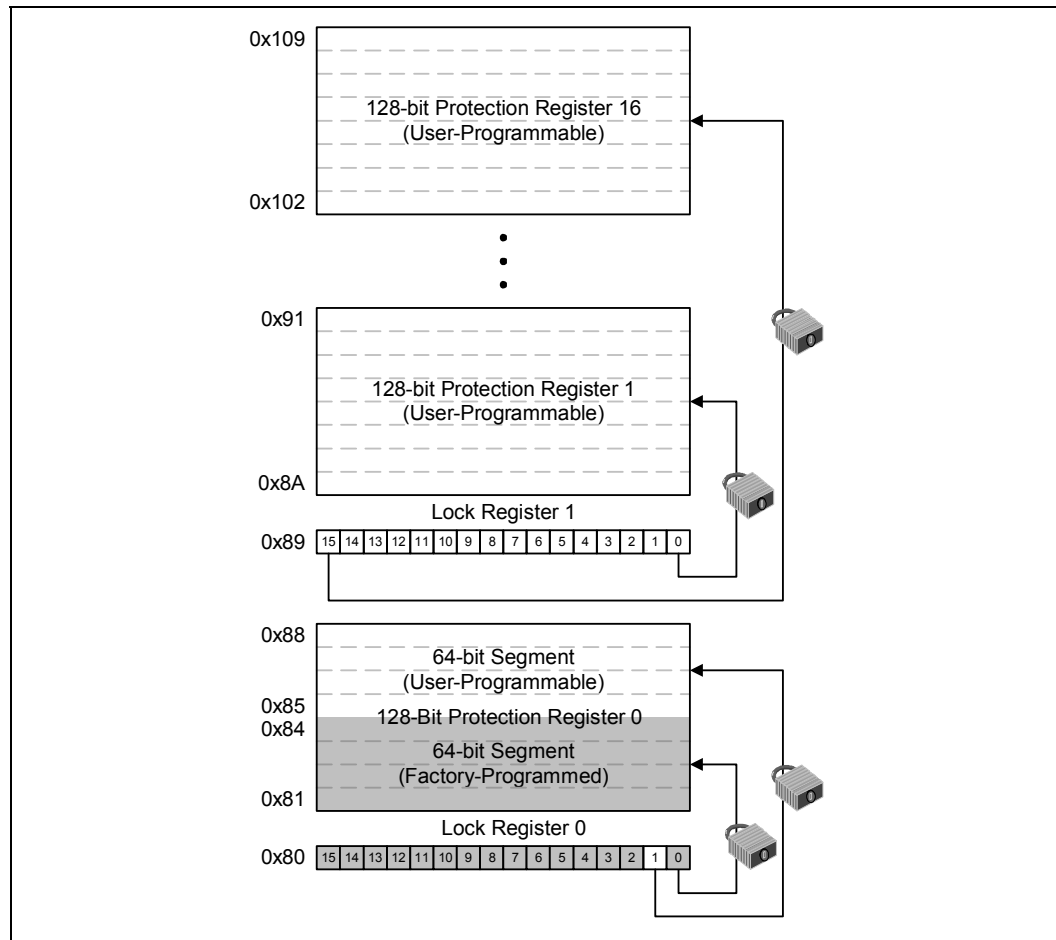 0x109
128-bit Protection Register 16
(User-Programmable)
0x102
0x91
128-bit Protection Register 1
(User-Programmable)
0x8A
Lock Register 1
0x89
15 14 13 12 11 10 9 8 7 6 5 4 3 2 1 0
0x88
64-bit Segment
(User-Programmable)
0x85
128-Bit Protection Register 0
0x84
64-bit Segment
(Factory-Programmed)
0x81
Lock Register 0
0x80
15 14 13 12 11 10 9 8 7 6 5 4 3 2 1 0